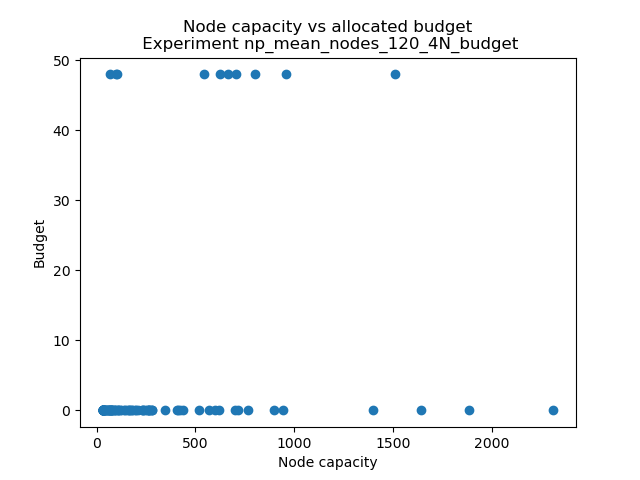 Node capacity vs allocated budget
Experiment np_mean_nodes_120_4N_budget
50
40
30
20
10
0
Budget
0 500 1000 1500 2000
Node capacity